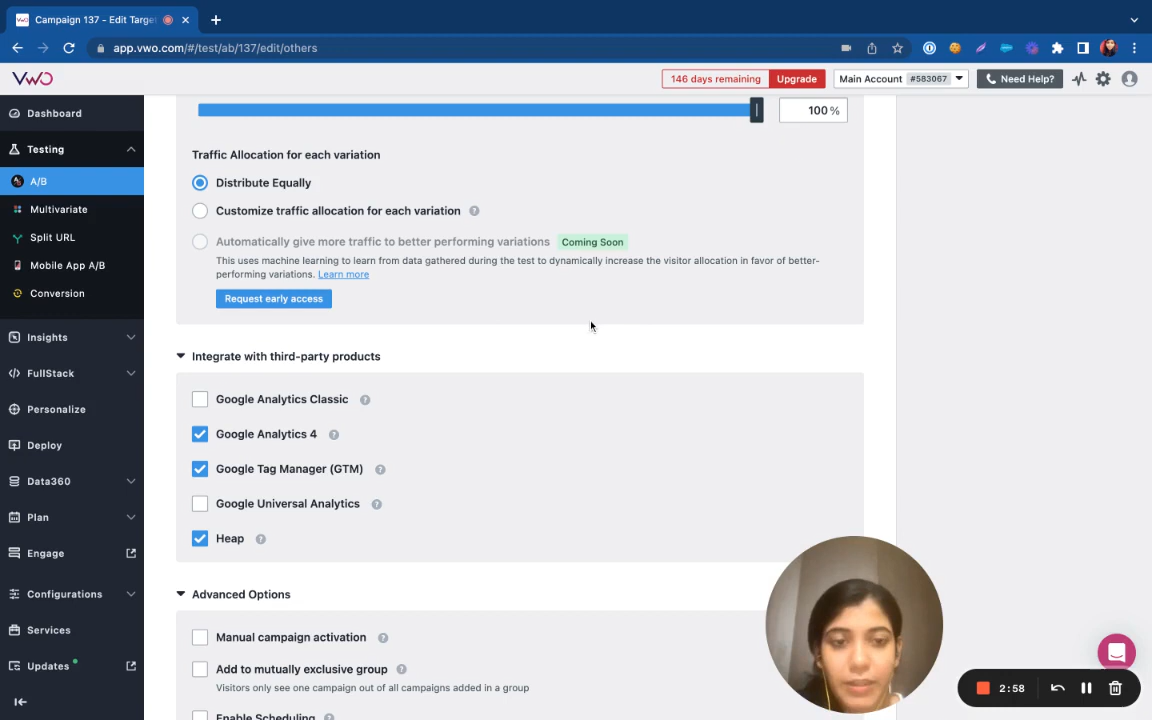 Campaign 137 - Edit Targe
app.vwo.com/#/test/ab/137/edit/others
VWO
146 days remaining
Upgrade
Main Account #583067
Need Help?
Dashboard
Testing
A/B
Multivariate
Split URL
Mobile App A/B
Conversion
Insights
FullStack
Personalize
Deploy
Data360
Plan
Engage
Configurations
Services
Updates
100 %
Traffic Allocation for each variation
Distribute Equally
Customize traffic allocation for each variation ?
Automatically give more traffic to better performing variations Coming Soon
This uses machine learning to learn from data gathered during the test to dynamically increase the visitor allocation in favor of better-
performing variations. Learn more
Request early access
Integrate with third-party products
Google Analytics Classic ?
Google Analytics 4 ?
Google Tag Manager (GTM) ?
Google Universal Analytics ?
Heap ?
Advanced Options
Manual campaign activation ?
Add to mutually exclusive group ?
Visitors only see one campaign out of all campaigns added in a group
Enable Scheduling ?
2:58